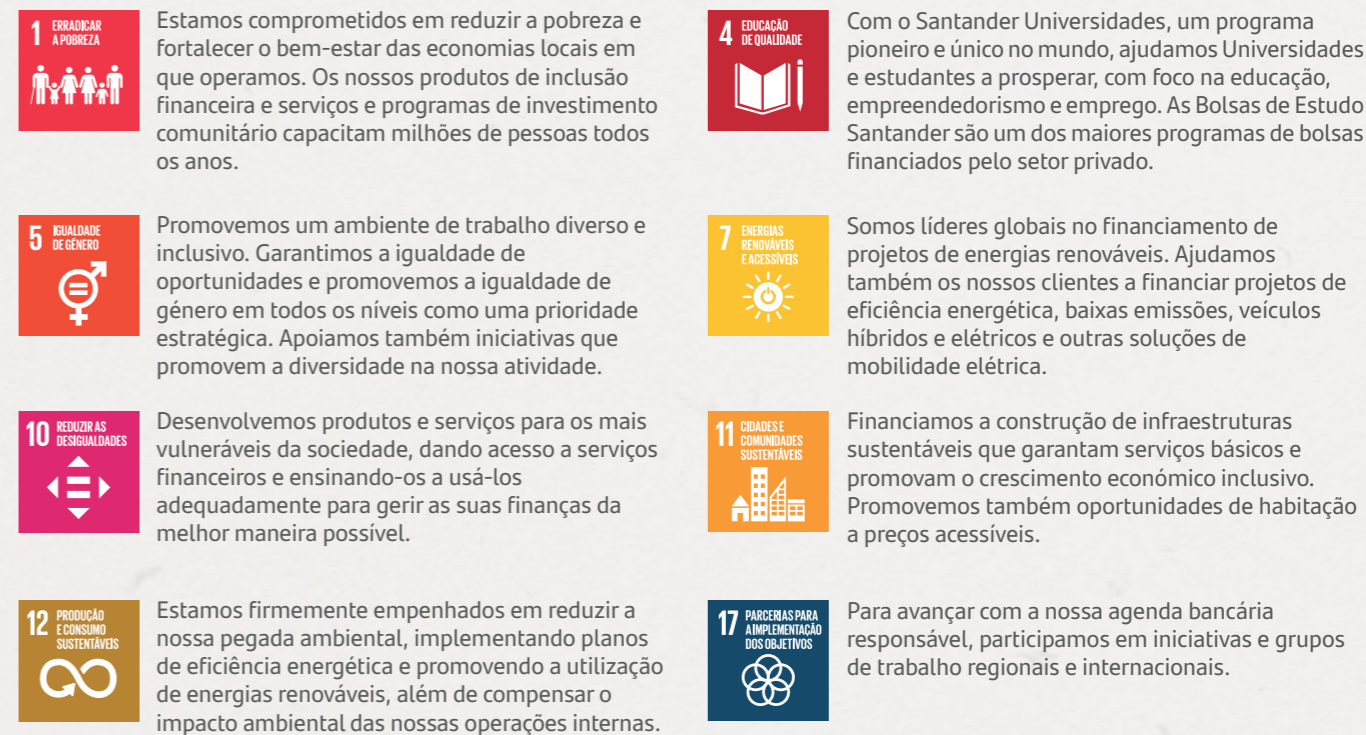 1 ERRADICAR
A POBREZA
Estamos comprometidos em reduzir a pobreza e
fortalecer o bem-estar das economias locais em
que operamos. Os nossos produtos de inclusão
financeira e serviços e programas de investimento
comunitário capacitam milhões de pessoas todos
os anos.
4 EDUCAÇÃO
DE QUALIDADE
Com o Santander Universidades, um programa
pioneiro e único no mundo, ajudamos Universidades
e estudantes a prosperar, com foco na educação,
empreendedorismo e emprego. As Bolsas de Estudo
Santander são um dos maiores programas de bolsas
financiados pelo setor privado.
5 IGUALDADE
DE GÉNERO
Promovemos um ambiente de trabalho diverso e
inclusivo. Garantimos a igualdade de
oportunidades e promovemos a igualdade de
género em todos os níveis como uma prioridade
estratégica. Apoiamos também iniciativas que
promovem a diversidade na nossa atividade.
7 ENERGIAS
RENOVÁVEIS
E ACESSÍVEIS
Somos líderes globais no financiamento de
projetos de energias renováveis. Ajudamos
também os nossos clientes a financiar projetos de
eficiência energética, baixas emissões, veículos
híbridos e elétricos e outras soluções de
mobilidade elétrica.
10 REDUZIR AS
DESIGUALDADES
Desenvolvemos produtos e serviços para os mais
vulneráveis da sociedade, dando acesso a serviços
financeiros e ensinando-os a usá-los
adequadamente para gerir as suas finanças da
melhor maneira possível.
11 CIDADES E
COMUNIDADES
SUSTENTÁVEIS
Financiamos a construção de infraestruturas
sustentáveis que garantam serviços básicos e
promovam o crescimento económico inclusivo.
Promovemos também oportunidades de habitação
a preços acessíveis.
12 PRODUÇÃO
E CONSUMO
SUSTENTÁVEIS
Estamos firmemente empenhados em reduzir a
nossa pegada ambiental, implementando planos
de eficiência energética e promovendo a utilização
de energias renováveis, além de compensar o
impacto ambiental das nossas operações internas.
17 PARCERIAS PARA
A IMPLEMENTAÇÃO
DOS OBJETIVOS
Para avançar com a nossa agenda bancária
responsável, participamos em iniciativas e grupos
de trabalho regionais e internacionais.